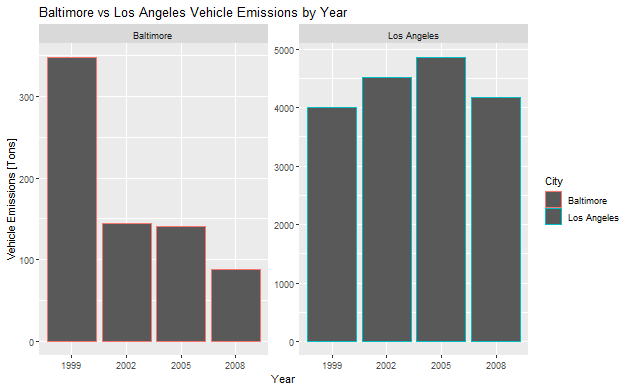 Baltimore vs Los Angeles Vehicle Emissions by Year
Baltimore
Los Angeles
Vehicle Emissions [Tons]
300
200
100
0
5000
4000
3000
2000
1000
0
1999 2002 2005 2008
1999 2002 2005 2008
Year
City
Baltimore
Los Angeles